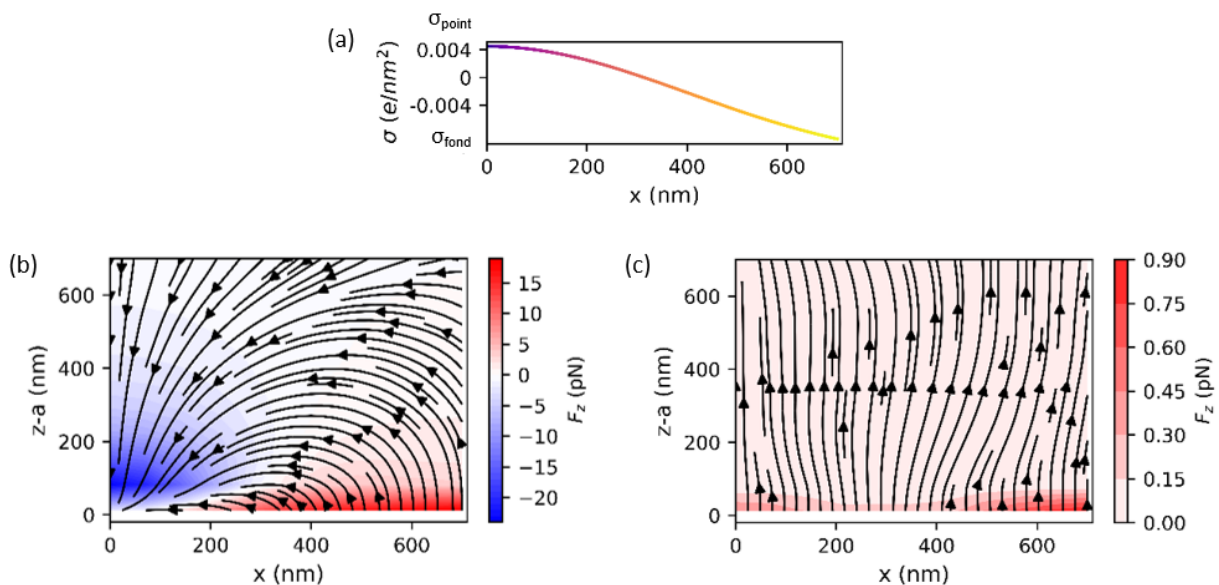 (a)
σpoint
0.004
0
-0.004
σfond
σ (e/nm²)
0 200 400 600
x (nm)
(b)
600
400
200
0
z-a (nm)
0 200 400 600
x (nm)
15
10
5
0
−5
−10
−15
−20
Fz (pN)
(c)
600
400
200
0
z-a (nm)
0 200 400 600
x (nm)
0.90
0.75
0.60
0.45
0.30
0.15
0.00
Fz (pN)